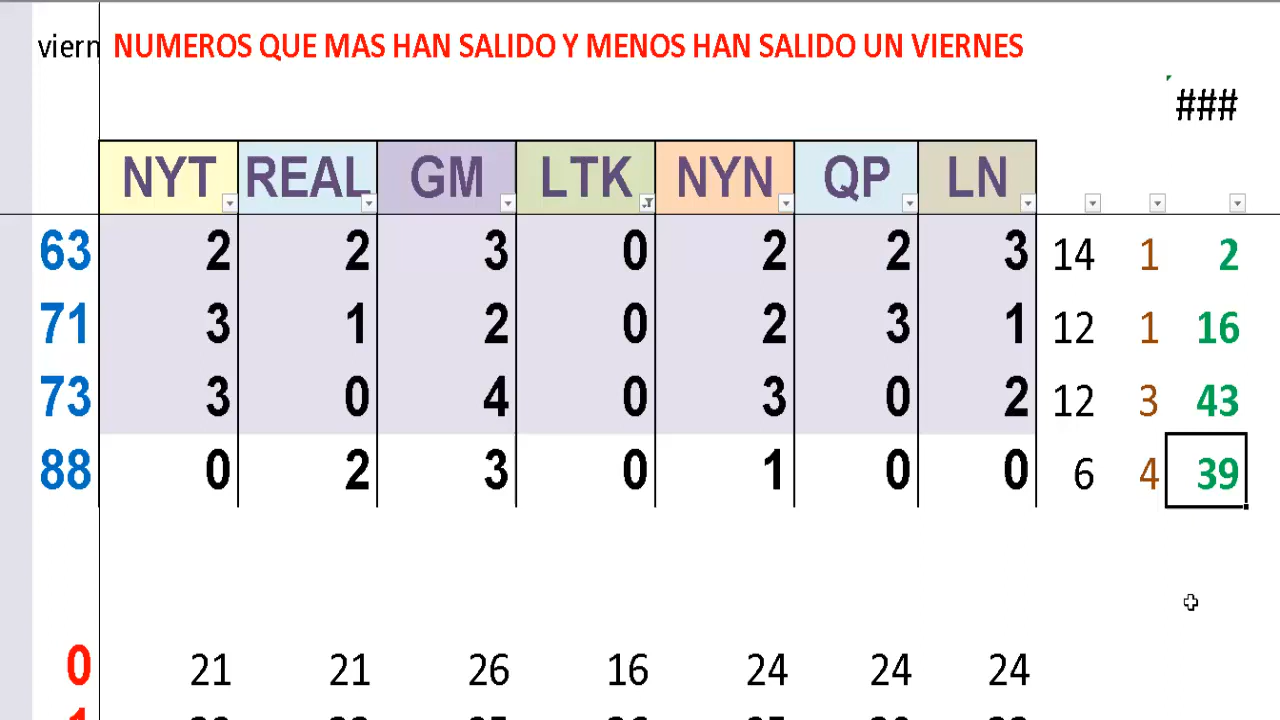 viern NUMEROS QUE MAS HAN SALIDO Y MENOS HAN SALIDO UN VIERNES
###
NYT REAL GM LTK NYN QP LN
63 2 2 3 0 2 2 3 14 1 2
71 3 1 2 0 2 3 1 12 1 16
73 3 0 4 0 3 0 2 12 3 43
88 0 2 3 0 1 0 0 6 4 39
0 21 21 26 16 24 24 24